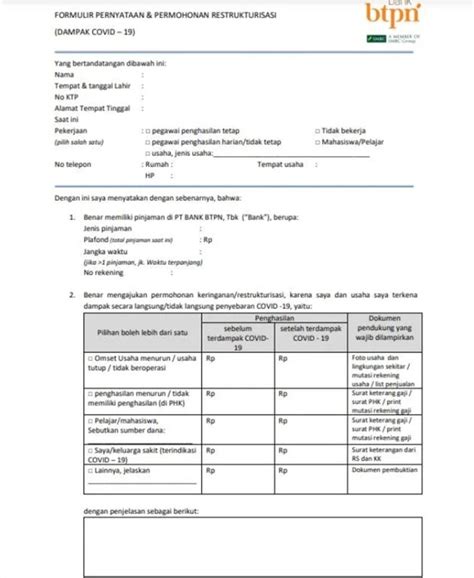 FORMULIR PERNYATAAN & PERMOHONAN RESTRUKTURISASI
(DAMPAK COVID – 19)
Bank
btpn
SMBC
A MEMBER OF
SMBC Group
Yang bertandatangan dibawah ini:
Nama :
Tempat & tanggal Lahir :
No KTP :
Alamat Tempat Tinggal :
Saat ini
Pekerjaan : □ pegawai penghasilan tetap □ Tidak bekerja
(pilih salah satu) □ pegawai penghasilan harian/tidak tetap □ Mahasiswa/Pelajar
□ usaha, jenis usaha:
No telepon : Rumah : Tempat usaha :
HP :
Dengan ini saya menyatakan dengan sebenarnya, bahwa:
1. Benar memiliki pinjaman di PT BANK BTPN, Tbk ("Bank"), berupa:
Jenis pinjaman :
Plafond (total pinjaman saat ini) : Rp
Jangka waktu :
(jika >1 pinjaman, jk. Waktu terpanjang)
No rekening :
2. Benar mengajukan permohonan keringanan/restrukturisasi, karena saya dan usaha saya terkena
dampak secara langsung/tidak langsung penyebaran COVID -19, yaitu:
Pilihan boleh lebih dari satu
Penghasilan
sebelum
terdampak COVID-
19
setelah terdampak
COVID - 19
Dokumen
pendukung yang
wajib dilampirkan
□ Omset Usaha menurun / usaha
tutup / tidak beroperasi
Rp
Rp
Foto usaha dan
lingkungan sekitar /
mutasi rekening
usaha / list penjualan
□ penghasilan menurun / tidak
memiliki penghasilan (di PHK)
Rp
Rp
Surat keterang gaji /
surat PHK / print
mutasi rekening gaji
□ Pelajar/mahasiswa,
Sebutkan sumber dana:
Rp
Rp
Surat keterang gaji /
surat PHK / print
mutasi rekening gaji
□ Saya/keluarga sakit (terindikasi
COVID – 19)
Rp
Rp
Surat keterangan dari
RS dan KK
□ Lainnya, jelaskan
Rp
Rp
Dokumen pembuktian
dengan penjelasan sebagai berikut: